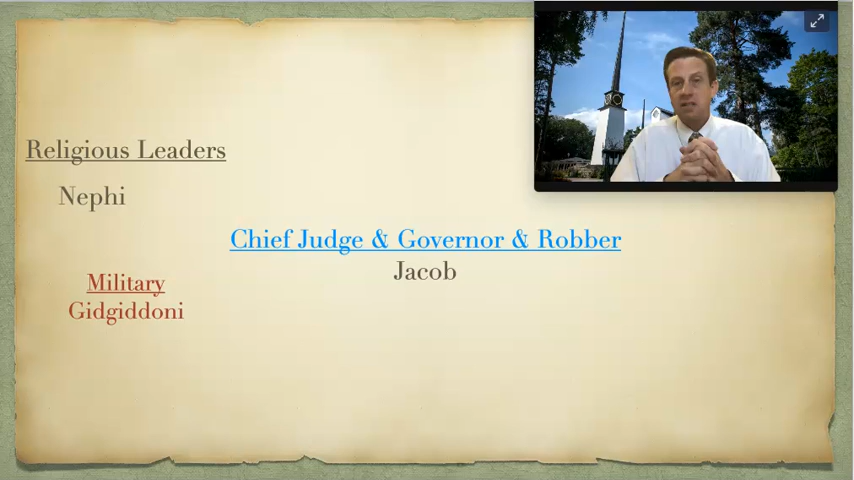 Religious Leaders
Nephi
Chief Judge & Governor & Robber
Jacob
Military
Gidgiddoni